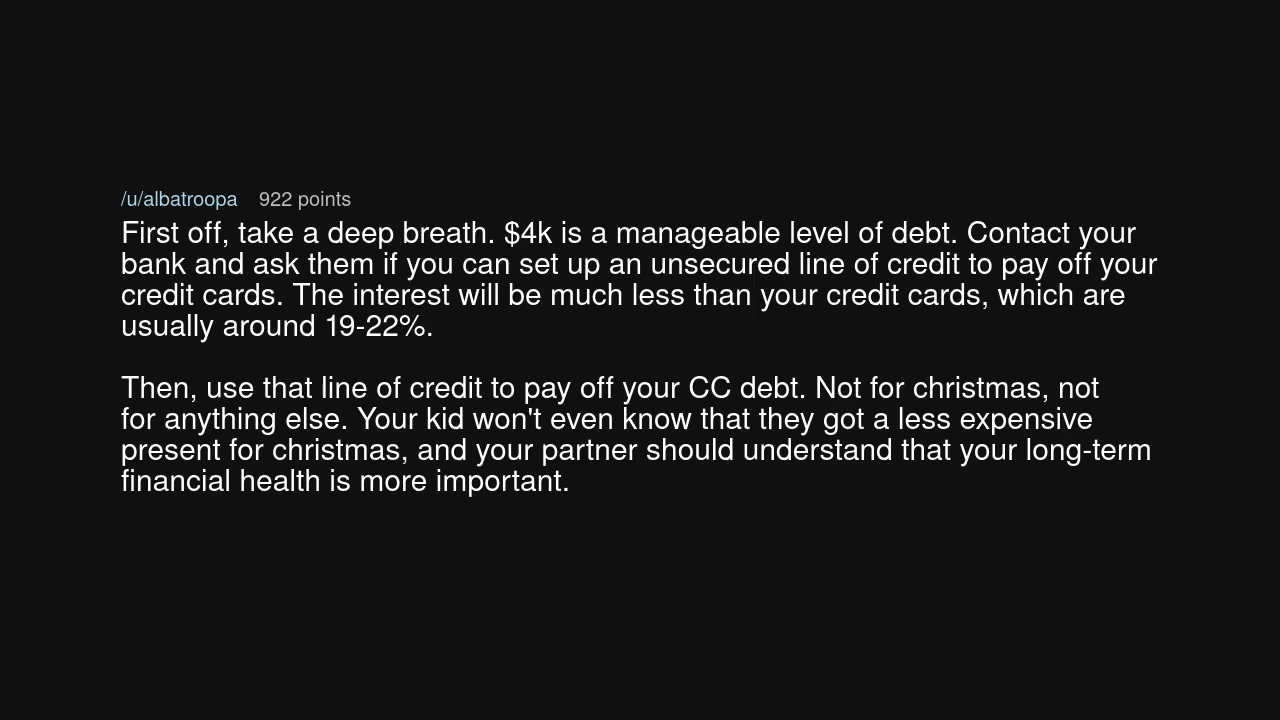 /u/albatroopa 922 points
First off, take a deep breath. $4k is a manageable level of debt. Contact your
bank and ask them if you can set up an unsecured line of credit to pay off your
credit cards. The interest will be much less than your credit cards, which are
usually around 19-22%.
Then, use that line of credit to pay off your CC debt. Not for christmas, not
for anything else. Your kid won't even know that they got a less expensive
present for christmas, and your partner should understand that your long-term
financial health is more important.